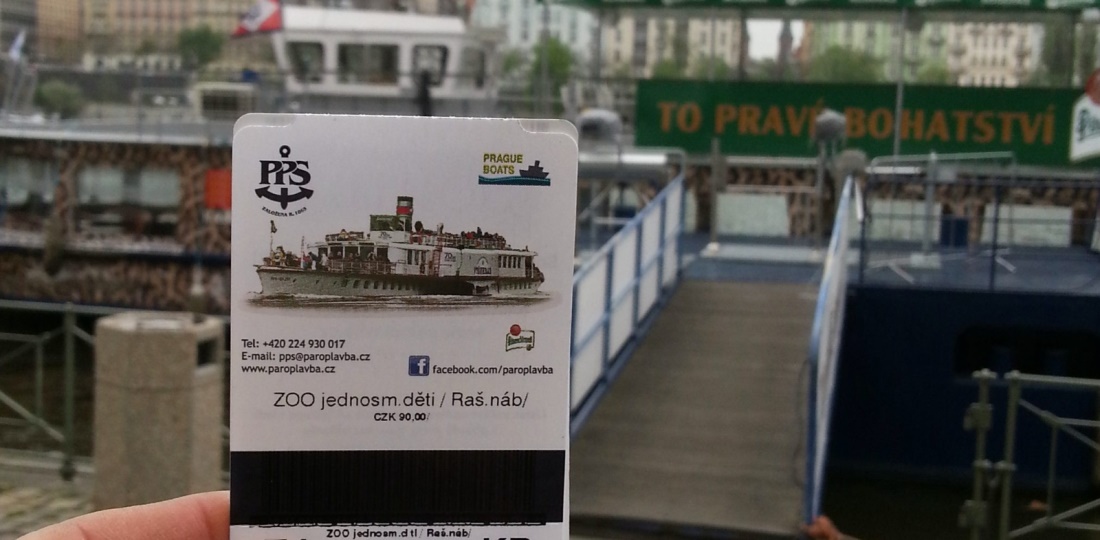 TO PRAVÉ BOHATSTVÍ
PPS
PRAGUE
BOATS
Tel: +420 224 930 017
E-mail: pps@paroplavba.cz
www.paroplavba.cz
facebook.com/paroplavba
ZOO jednosm.děti / Raš.náb/
CZK 90,00/
ZOO jednosm.d tí / Raš.náb/